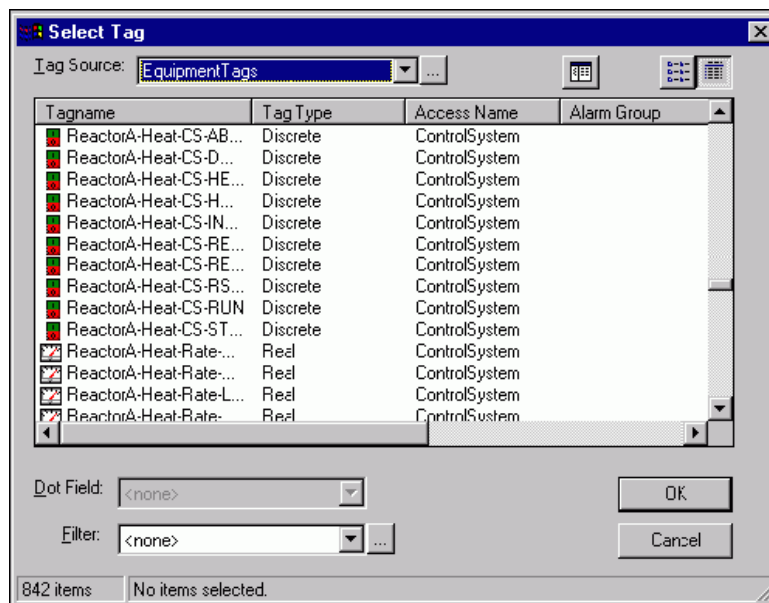 Select Tag
Tag Source: EquipmentTags ...
Tagname Tag Type Access Name Alarm Group
ReactorA-Heat-CS-AB... Discrete ControlSystem
ReactorA-Heat-CS-D... Discrete ControlSystem
ReactorA-Heat-CS-HE... Discrete ControlSystem
ReactorA-Heat-CS-H... Discrete ControlSystem
ReactorA-Heat-CS-IN... Discrete ControlSystem
ReactorA-Heat-CS-RE... Discrete ControlSystem
ReactorA-Heat-CS-RE... Discrete ControlSystem
ReactorA-Heat-CS-RS... Discrete ControlSystem
ReactorA-Heat-CS-RUN Discrete ControlSystem
ReactorA-Heat-CS-ST... Discrete ControlSystem
ReactorA-Heat-Rate-... Real ControlSystem
ReactorA-Heat-Rate-... Real ControlSystem
ReactorA-Heat-Rate-L... Real ControlSystem
ReactorA-Heat-Rate- Real ControlSystem
Dot Field: <none> OK
Filter: <none> ... Cancel
842 items No items selected.